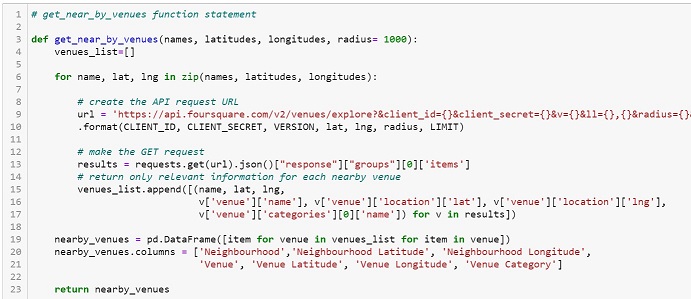 1 # get_near_by_venues function statement
2
3 def get_near_by_venues(names, latitudes, longitudes, radius= 1000):
4     venues_list=[]
5
6     for name, lat, lng in zip(names, latitudes, longitudes):
7
8         # create the API request URL
9         url = 'https://api.foursquare.com/v2/venues/explore?&client_id={}&client_secret={}&v={}&ll={},{}&radius={}&
10         .format(CLIENT_ID, CLIENT_SECRET, VERSION, lat, lng, radius, LIMIT)
11
12         # make the GET request
13         results = requests.get(url).json()["response"]["groups"][0]['items']
14         # return only relevant information for each nearby venue
15         venues_list.append([(name, lat, lng,
16                             v['venue']['name'], v['venue']['location']['lat'], v['venue']['location']['lng'],
17                             v['venue']['categories'][0]['name']) for v in results])
18
19     nearby_venues = pd.DataFrame([item for venue in venues_list for item in venue])
20     nearby_venues.columns = ['Neighbourhood','Neighbourhood Latitude', 'Neighbourhood Longitude',
21                             'Venue', 'Venue Latitude', 'Venue Longitude', 'Venue Category']
22
23     return nearby_venues